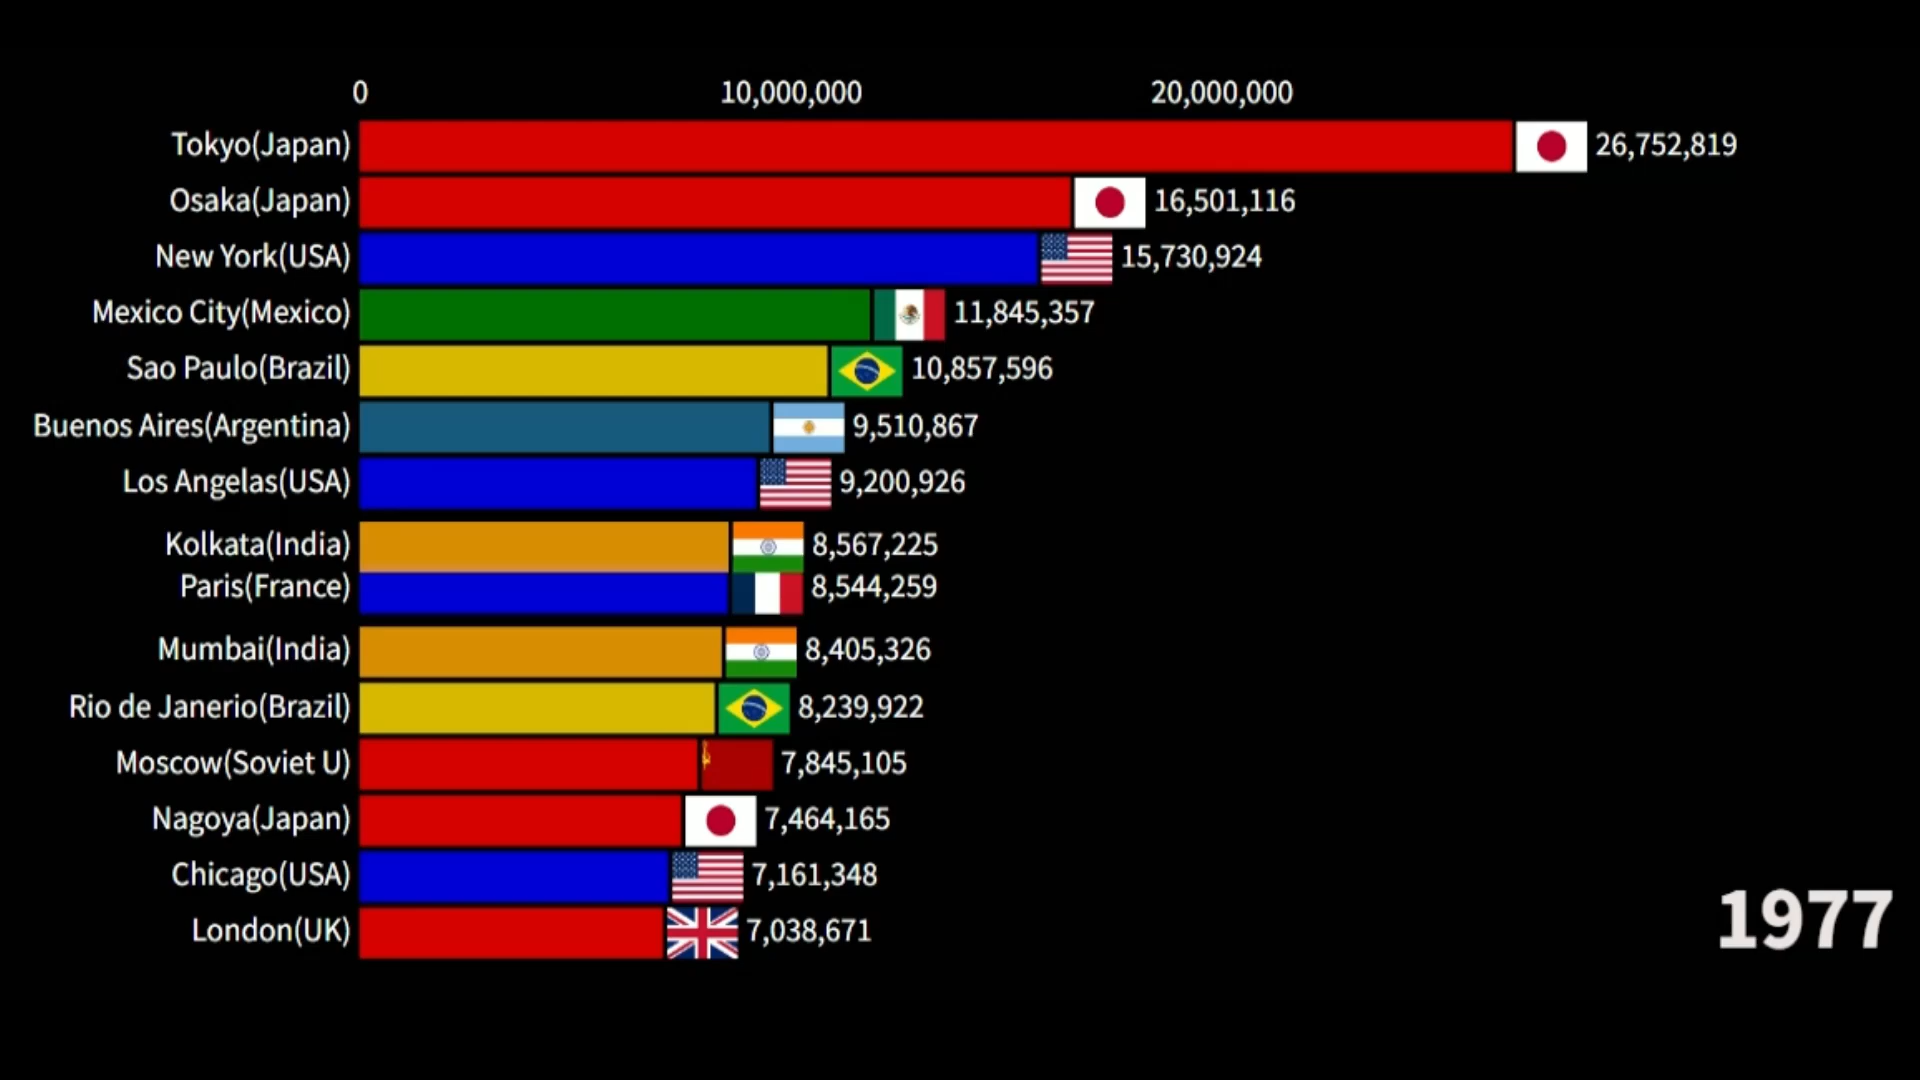 0 10,000,000 20,000,000
Tokyo(Japan) 26,752,819
Osaka(Japan) 16,501,116
New York(USA) 15,730,924
Mexico City(Mexico) 11,845,357
Sao Paulo(Brazil) 10,857,596
Buenos Aires(Argentina) 9,510,867
Los Angelas(USA) 9,200,926
Kolkata(India) 8,567,225
Paris(France) 8,544,259
Mumbai(India) 8,405,326
Rio de Janerio(Brazil) 8,239,922
Moscow(Soviet U) 7,845,105
Nagoya(Japan) 7,464,165
Chicago(USA) 7,161,348
London(UK) 7,038,671
1977